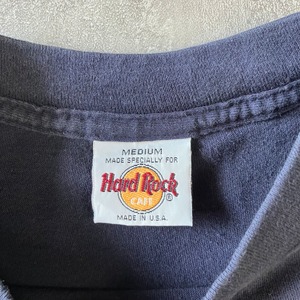 MEDIUM
MADE SPECIALLY FOR
Hard Rock
CAFE ®
MADE IN U.S.A.